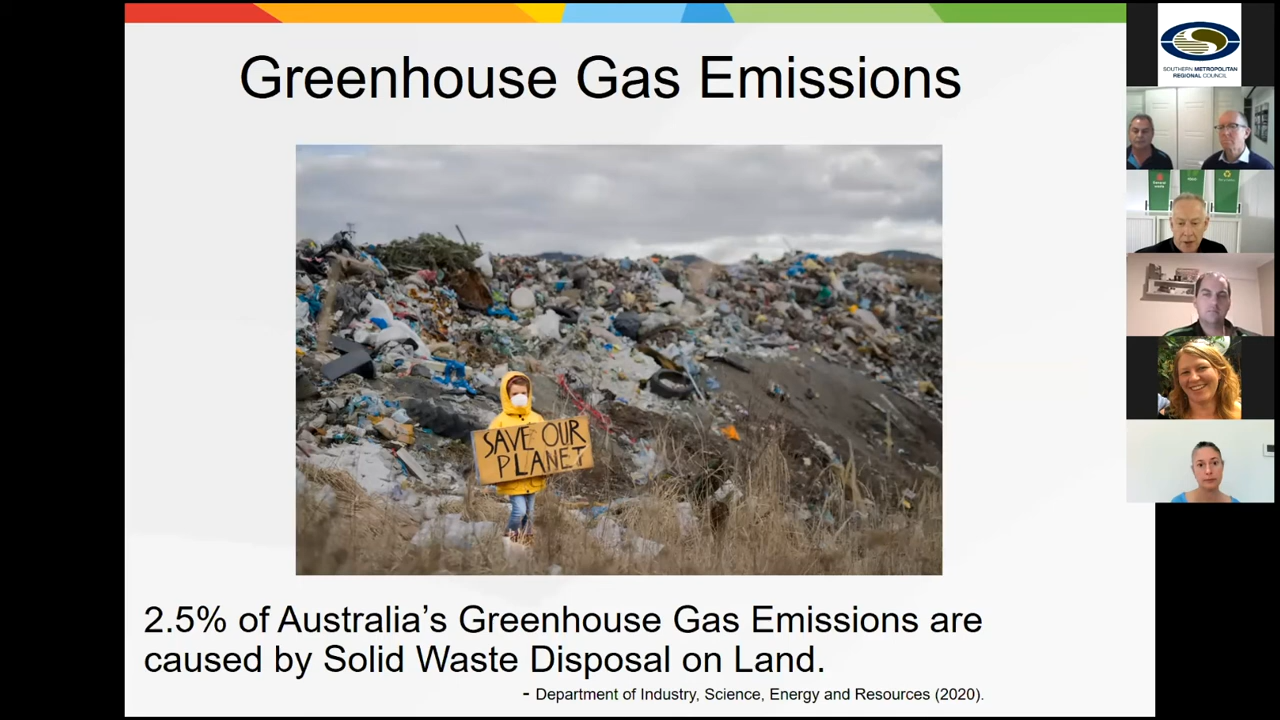 Greenhouse Gas Emissions
SAVE OUR
PLANET
2.5% of Australia’s Greenhouse Gas Emissions are
caused by Solid Waste Disposal on Land.
- Department of Industry, Science, Energy and Resources (2020).
SOUTHERN METROPOLITAN
REGIONAL COUNCIL